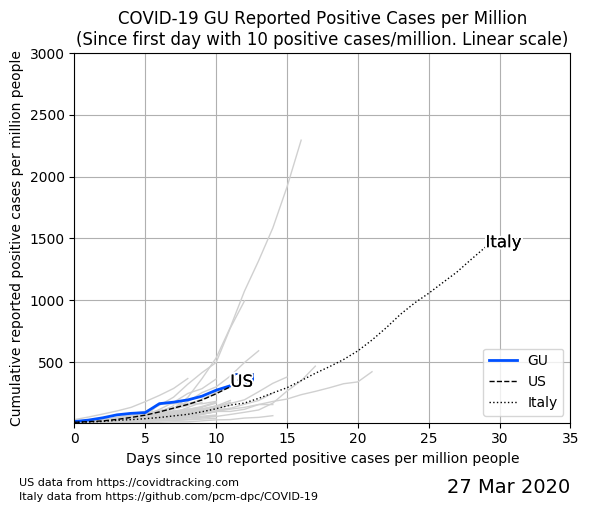 COVID-19 GU Reported Positive Cases per Million
(Since first day with 10 positive cases/million. Linear scale)
Cumulative reported positive cases per million people
3000
2500
2000
1500
1000
500
Italy
US
GU
US
Italy
0
5
10
15
20
25
30
35
Days since 10 reported positive cases per million people
US data from https://covidtracking.com
Italy data from https://github.com/pcm-dpc/COVID-19
27 Mar 2020